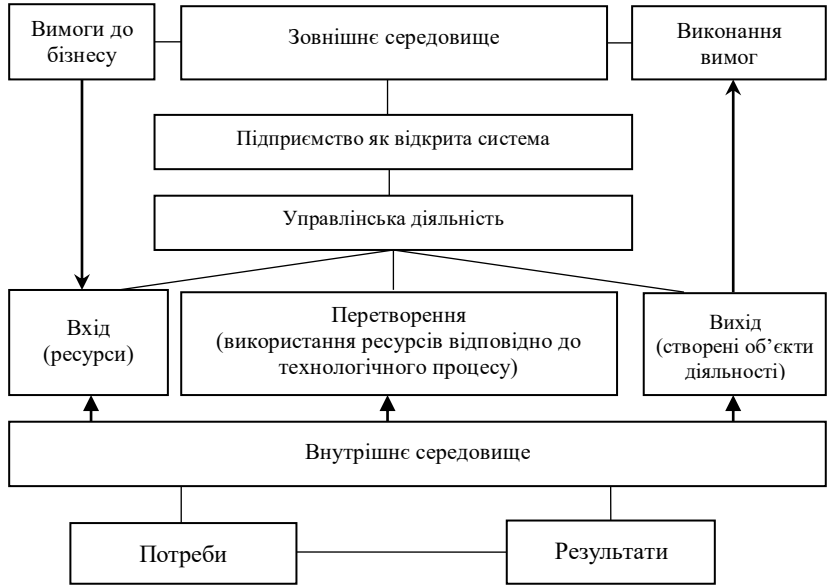 Вимоги до
бізнесу
Зовнішнє середовище
Виконання
вимог
Підприємство як відкрита система
Управлінська діяльність
Вхід
(ресурси)
Перетворення
(використання ресурсів відповідно до
технологічного процесу)
Вихід
(створені об’єкти
діяльності)
Внутрішнє середовище
Потреби
Результати